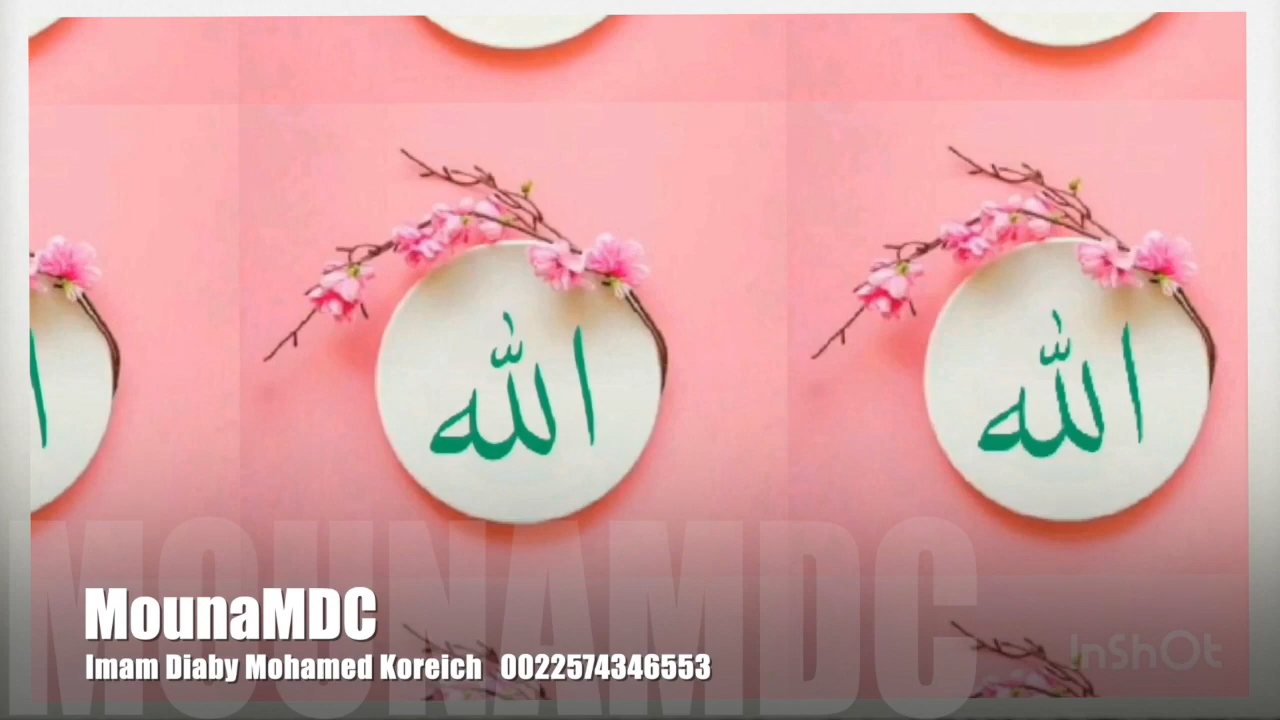 الله
الله
MOUNAMDC
MounaMDC
Imam Diaby Mohamed Koreich 0022574346553
InShOt